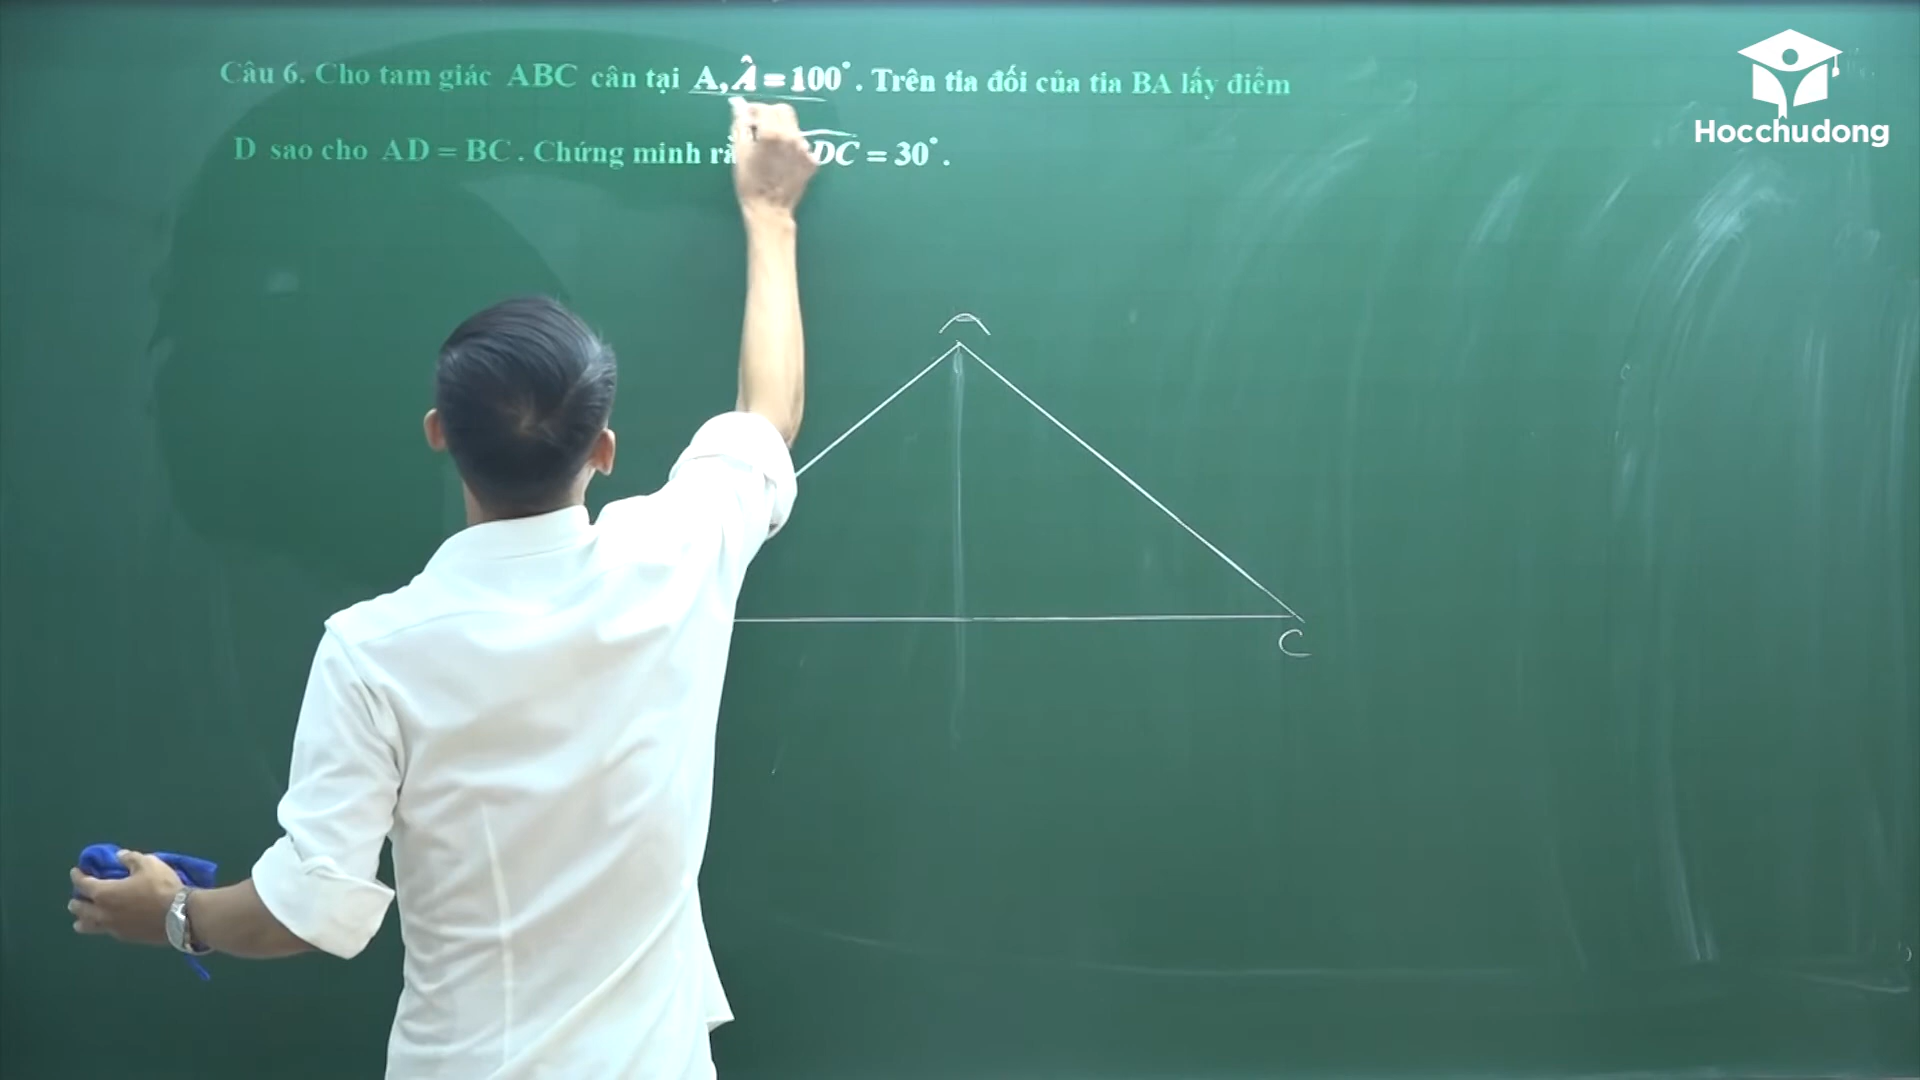 Câu 6. Cho tam giác ABC cân tại A, Â = 100°. Trên tia đối của tia BA lấy điểm
D sao cho AD = BC. Chứng minh DC = 30°.
C
Hocchudong